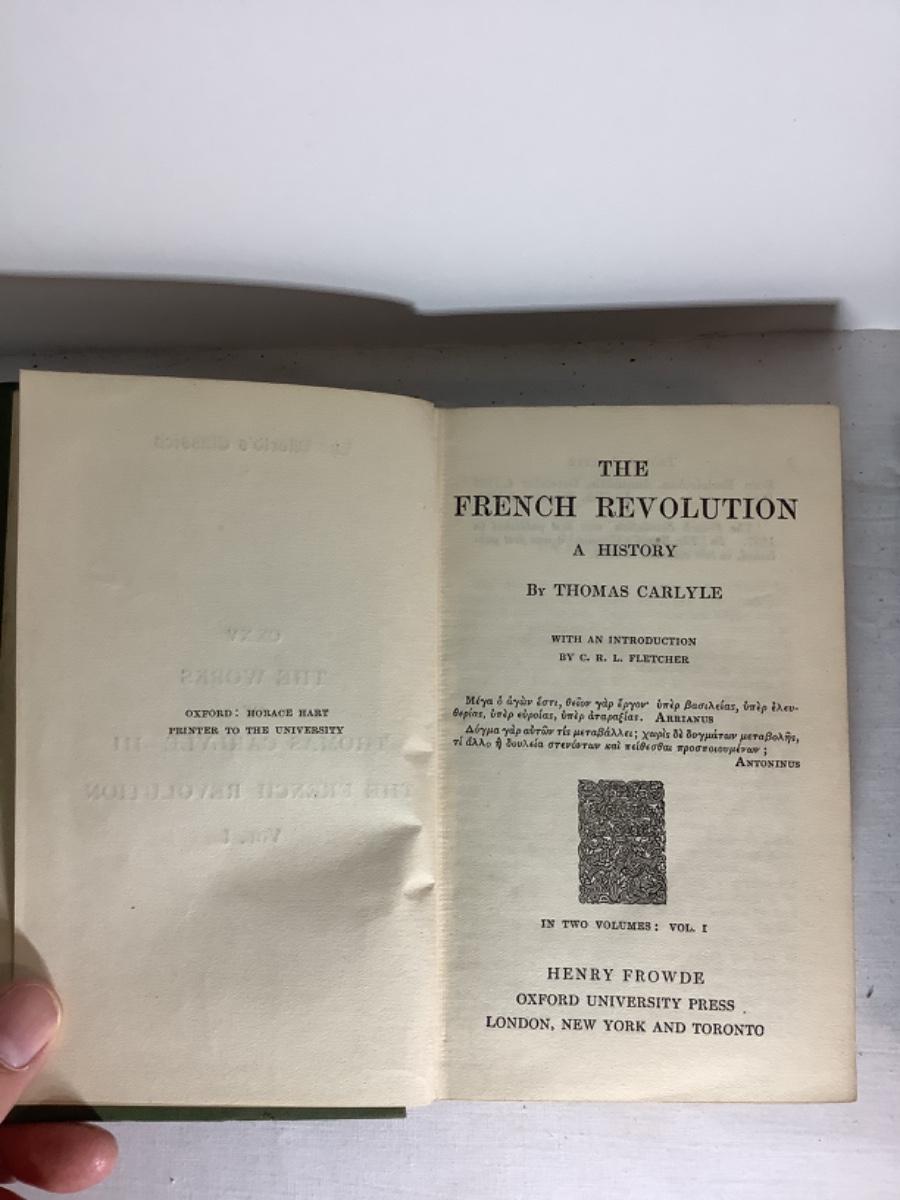 OXFORD: HORACE HART
PRINTER TO THE UNIVERSITY
THE
FRENCH REVOLUTION
A HISTORY
By THOMAS CARLYLE
WITH AN INTRODUCTION
BY C. R. L. FLETCHER
Μέγα ὁ ἀγὼν ἔστι, θεῖον γὰρ ἔργον· ὑπὲρ βασιλείας, ὑπὲρ ἐλευ-
θερίας, ὑπὲρ εὐροίας, ὑπὲρ ἀταραξίας. ARRIANUS
Δόγμα γὰρ αὐτῶν τίς μεταβάλλει; χωρὶς δὲ δογμάτων μεταβολῆς,
τί ἄλλο ἢ δουλεία στενόντων καὶ πείθεσθαι προσποιουμένων;
ANTONINUS
IN TWO VOLUMES: VOL. I
HENRY FROWDE
OXFORD UNIVERSITY PRESS
LONDON, NEW YORK AND TORONTO